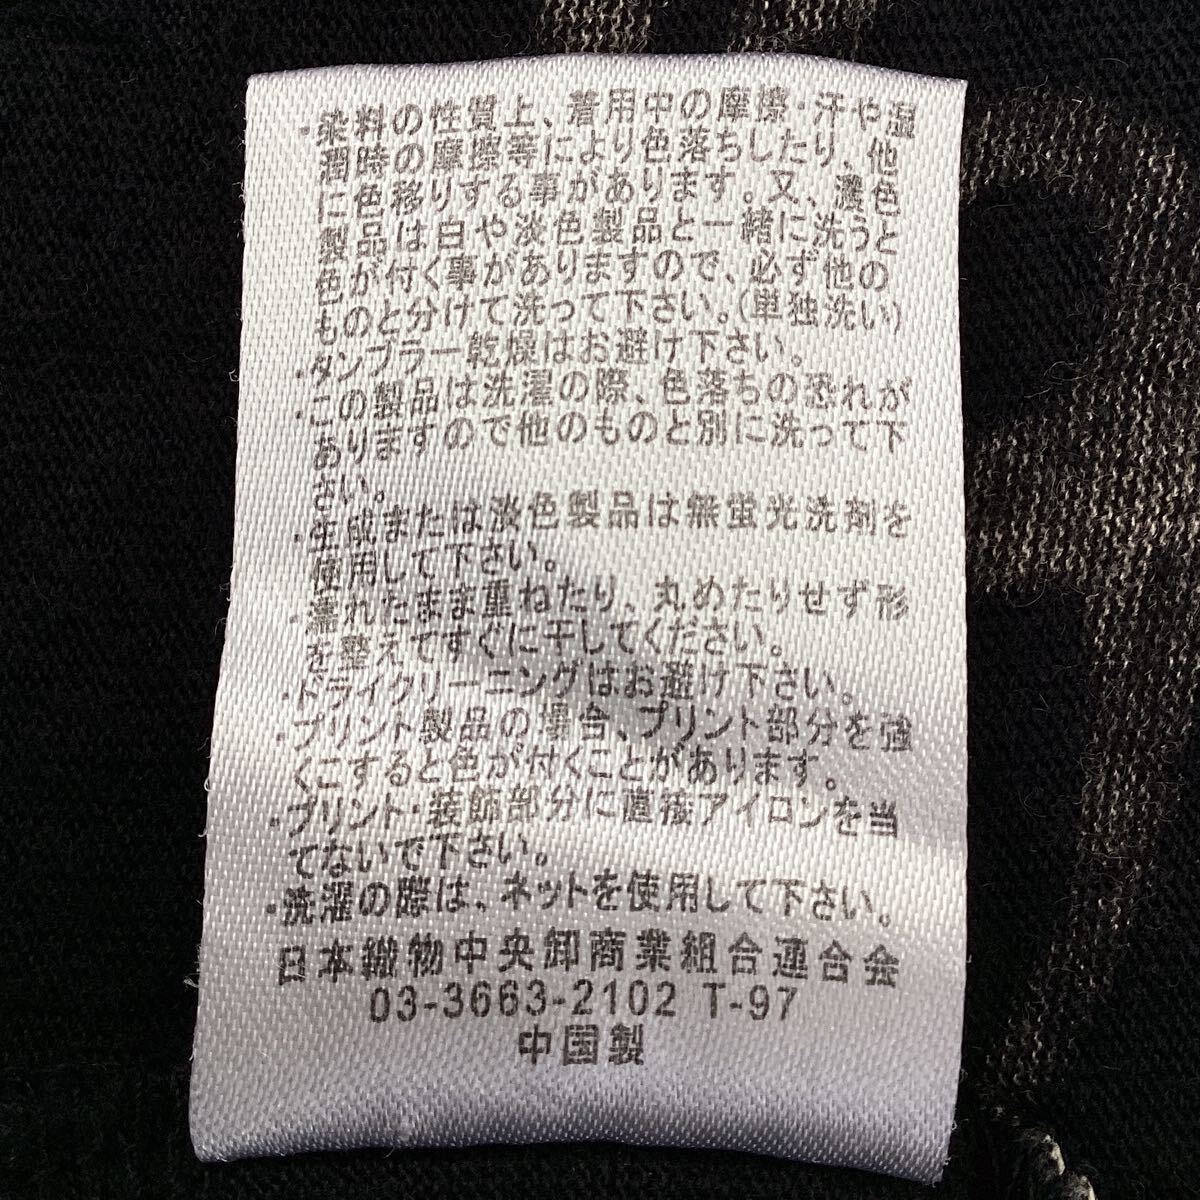 ・染料の性質上、着用中の摩擦・汗や湿
潤時の摩擦等により色落ちしたり、他
に色移りする事があります。又、濃色
製品は白や淡色製品と一緒に洗うと
色が付く事がありますので、必ず他の
ものと分けて洗って下さい。(単独洗い)
・タンブラー乾燥はお避け下さい。
・この製品は洗濯の際、色落ちの恐れが
ありますので他のものと別に洗って下
さい。
・生成または淡色製品は無蛍光洗剤を
使用して下さい。
・濡れたまま重ねたり、丸めたりせず形
を整えてすぐに干してください。
・ドライクリーニングはお避け下さい。
・プリント製品の場合、プリント部分を強
くこすると色が付くことがあります。
・プリント・装飾部分に直接アイロンを当
てないで下さい。
・洗濯の際は、ネットを使用して下さい。
日本織物中央卸商業組合連合会
03-3663-2102 T-97
中国製